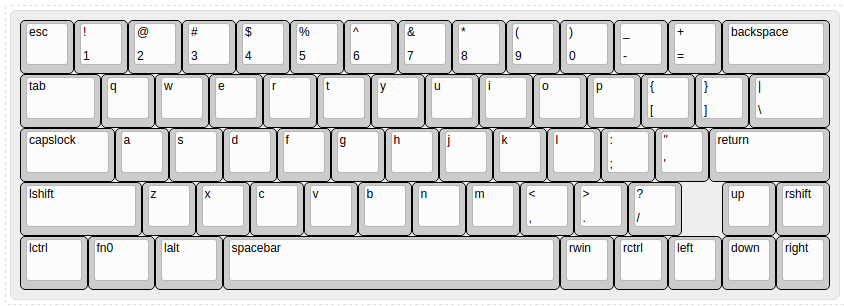 esc ! @ # $ % ^ & * ( ) _ + backspace
1 2 3 4 5 6 7 8 9 0 - =
tab q w e r t y u i o p { } |
[ ] \
capslock a s d f g h j k l : " return
; '
lshift z x c v b n m < > ? up rshift
, . /
lctrl fn0 lalt spacebar rwin rctrl left down right